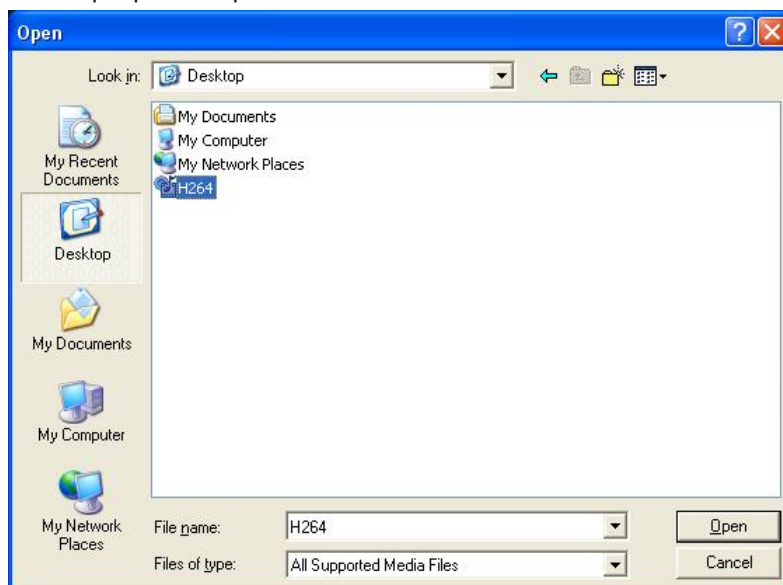 Open
Look in: Desktop
My Documents
My Computer
My Network Places
H264
My Recent
Documents
Desktop
My Documents
My Computer
My Network
Places
File name: H264 Open
Files of type: All Supported Media Files Cancel